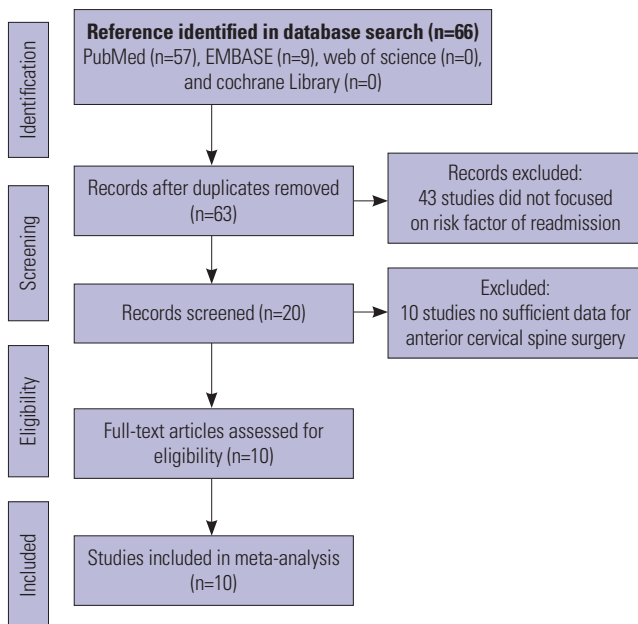 Identification
Reference identified in database search (n=66)
PubMed (n=57), EMBASE (n=9), web of science (n=0),
and cochrane Library (n=0)
Screening
Records after duplicates removed
(n=63)
Records excluded:
43 studies did not focused
on risk factor of readmission
Records screened (n=20)
Excluded:
10 studies no sufficient data for
anterior cervical spine surgery
Eligibility
Full-text articles assessed for
eligibility (n=10)
Included
Studies included in meta-analysis
(n=10)